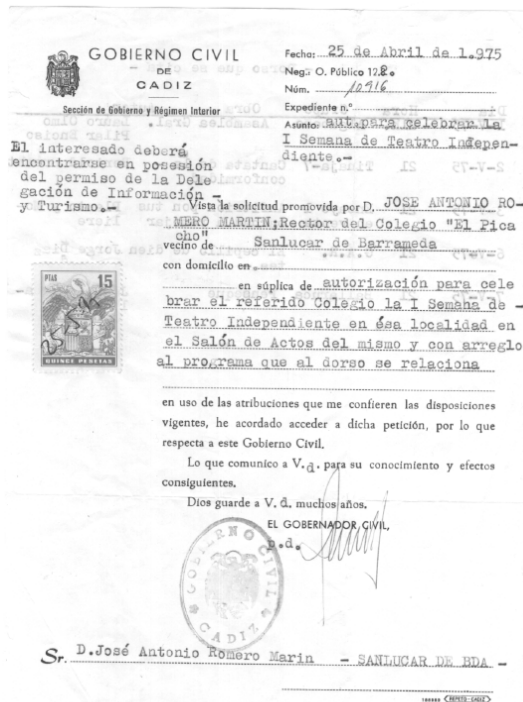 GOBIERNO CIVIL
DE
CADIZ
Sección de Gobierno y Régimen Interior
Fecha: 25 de Abril de 1.975
Neg.º O. Público 12,2.
Núm. 10916
Expediente n.º
Asunto: aut.para celebrar la
I Semana de Teatro Indepen-
diente.-
El interesado deberá
encontrarse en posesión
del permiso de la Dele
gación de Información -
y Turismo.-
Vista la solicitud promovida por D. JOSE ANTONIO RO-
MERO MARTIN;Rector del Colegio "El Pica
cho"
vecino de Sanlucar de Barrameda
con domicilio en
en súplica de autorización para cele
brar el referido Colegio la I Semana de -
Teatro Independiente en ésa localidad en
el Salón de Actos del mismo y con arreglo
al programa que al dorso se relaciona
PTAS 15
QUINCE PESETAS
en uso de las atribuciones que me confieren las disposiciones
vigentes, he acordado acceder a dicha petición, por lo que
respecta a este Gobierno Civil.
Lo que comunico a V.d. para su conocimiento y efectos
consiguientes.
Dios guarde a V. d. muchos años.
EL GOBERNADOR CIVIL,
p.d.
GOBIERNO CIVIL
CADIZ
Sr. D.José Antonio Romero Marin - SANLUCAR DE BDA -
REPETO-CADIZ